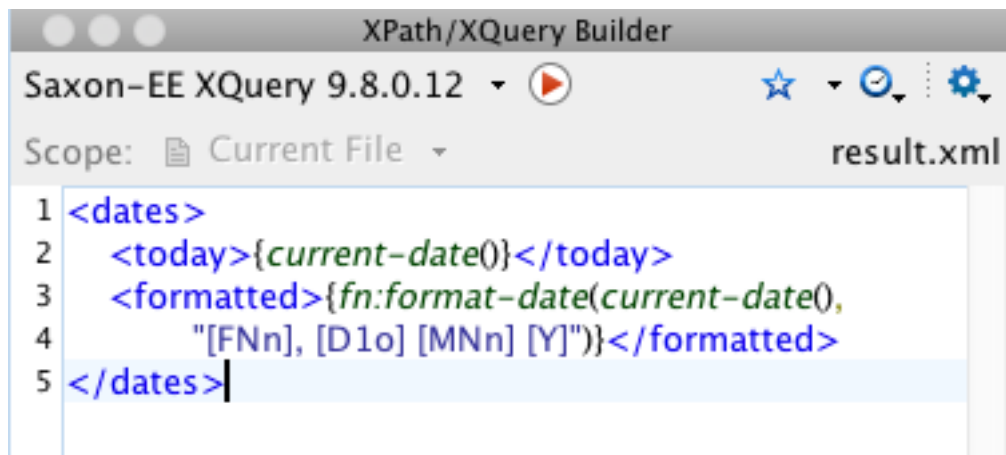 XPath/XQuery Builder
Saxon-EE XQuery 9.8.0.12
Scope: Current File result.xml
1 <dates>
2 <today>{current-date()}</today>
3 <formatted>{fn:format-date(current-date(),
4 "[FNn], [D1o] [MNn] [Y]")}</formatted>
5 </dates>